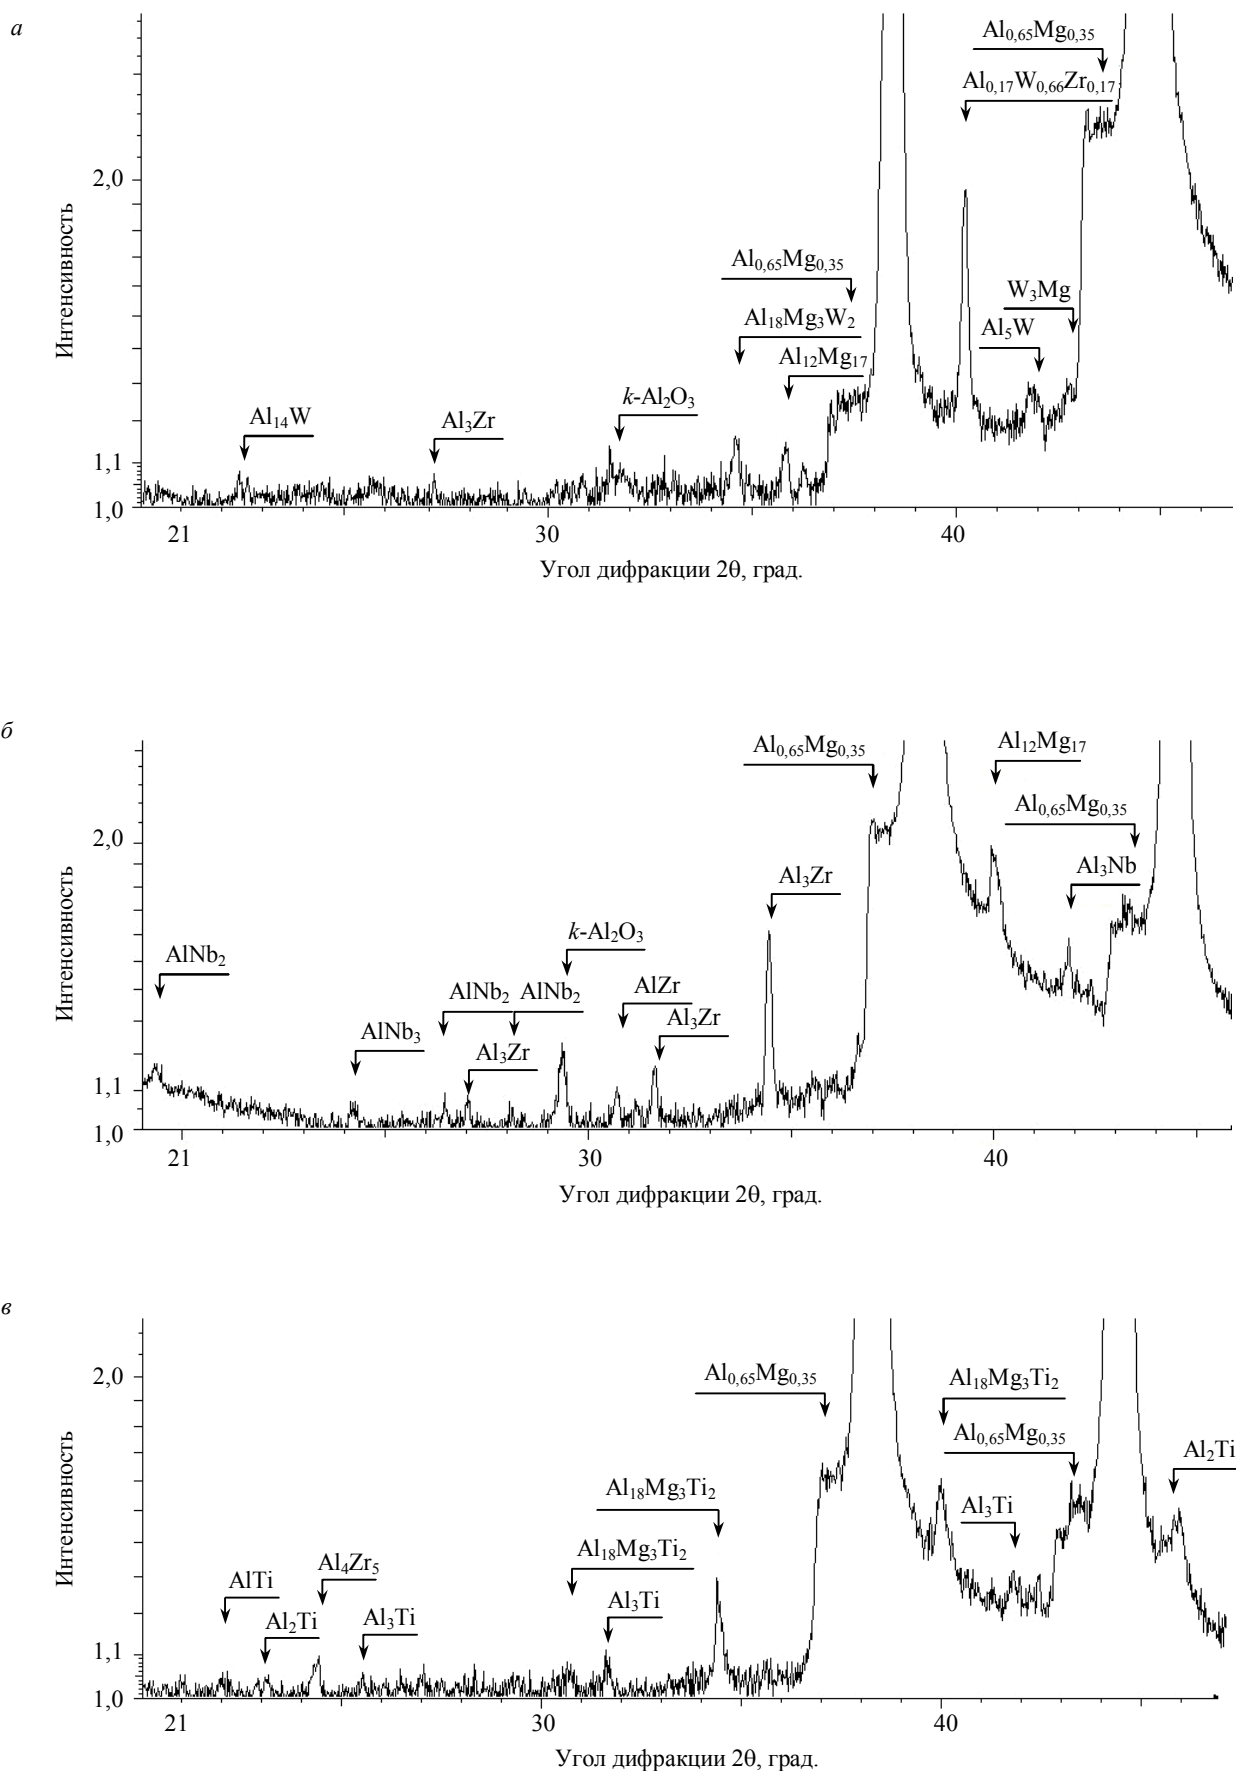 а
Al₀,₆₅Mg₀,₃₅
Al₀,₁₇W₀,₆₆Zr₀,₁₇
2,0
Интенсивность
Al₀,₆₅Mg₀,₃₅
W₃Mg
Al₁₈Mg₃W₂
Al₅W
Al₁₂Mg₁₇
k-Al₂O₃
Al₁₄W
Al₃Zr
1,1
1,0
21 30 40
Угол дифракции 2θ, град.
б
Al₀,₆₅Mg₀,₃₅
Al₁₂Mg₁₇
Al₀,₆₅Mg₀,₃₅
2,0
Интенсивность
Al₃Zr
Al₃Nb
k-Al₂O₃
AlNb₂
AlNb₂ AlNb₂
AlZr
AlNb₃
Al₃Zr
Al₃Zr
1,1
1,0
21 30 40
Угол дифракции 2θ, град.
в
2,0
Al₀,₆₅Mg₀,₃₅
Al₁₈Mg₃Ti₂
Al₀,₆₅Mg₀,₃₅
Al₂Ti
Интенсивность
Al₁₈Mg₃Ti₂
Al₃Ti
Al₁₈Mg₃Ti₂
Al₄Zr₅
AlTi
Al₂Ti
Al₃Ti
Al₃Ti
1,1
1,0
21 30 40
Угол дифракции 2θ, град.